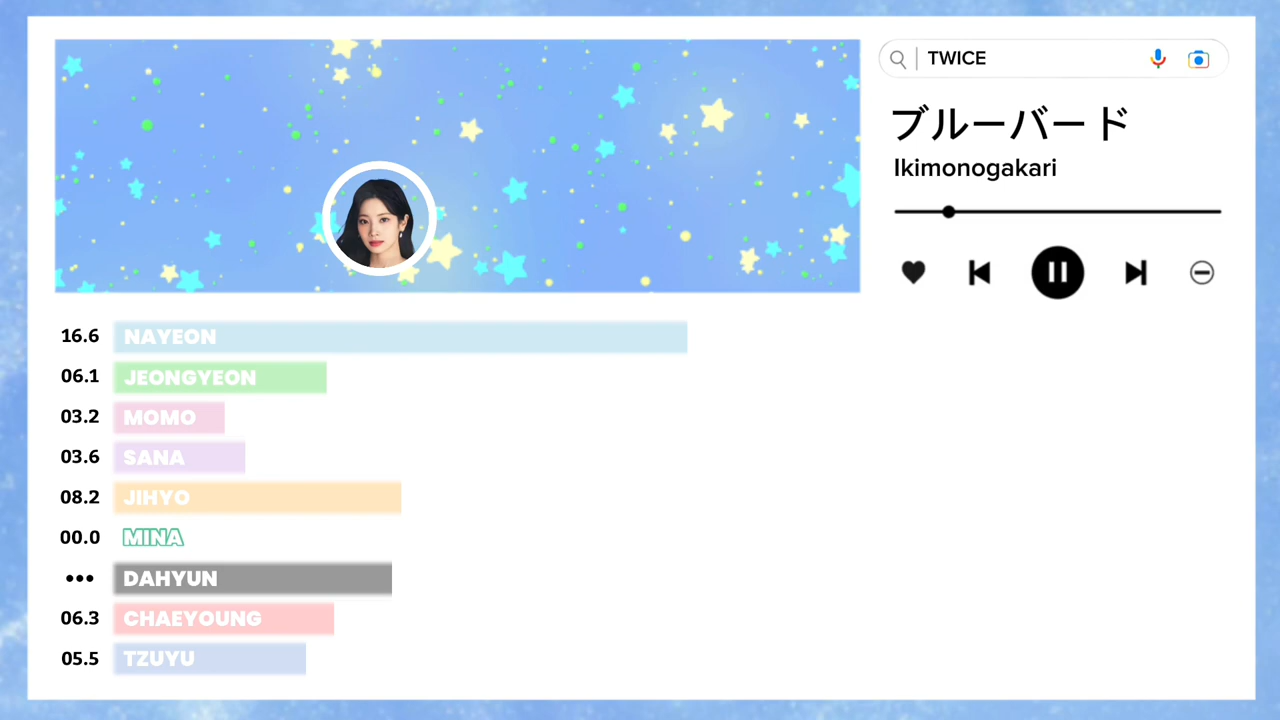 TWICE
ブルーバード
Ikimonogakari
16.6 NAYEON
06.1 JEONGYEON
03.2 MOMO
03.6 SANA
08.2 JIHYO
00.0 MINA
••• DAHYUN
06.3 CHAEYOUNG
05.5 TZUYU